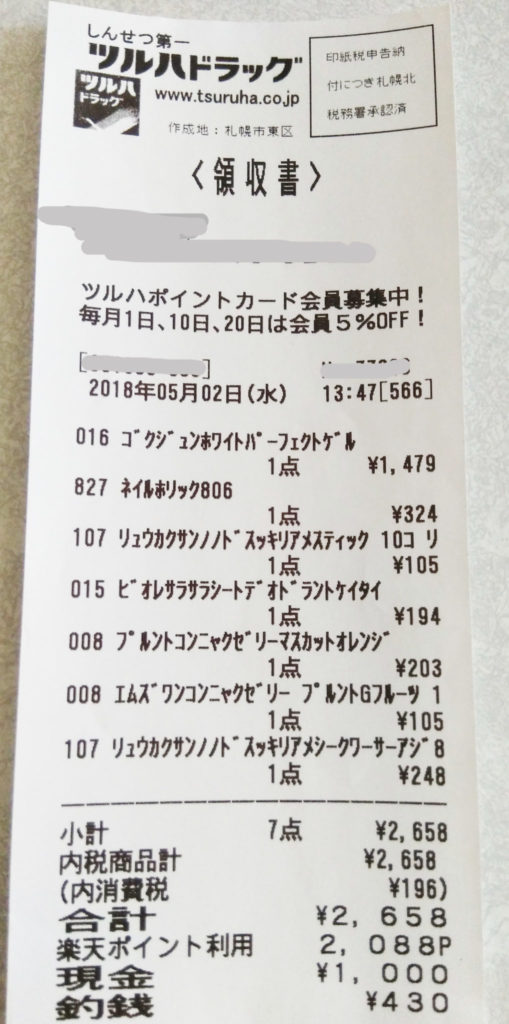 しんせつ第一
ツルハドラッグ
ツルハ
ドラッグ
www.tsuruha.co.jp
作成地：札幌市東区
印紙税申告納
付につき札幌北
税務署承認済
〈領収書〉
ツルハポイントカード会員募集中！
毎月1日、10日、20日は会員5%OFF！
2018年05月02日(水) 13:47[566]
016 ｺﾞｸｼﾞｭﾝﾎﾜｲﾄﾊﾟｰﾌｪｸﾄｹﾞﾙ
1点 ¥1,479
827 ﾈｲﾙﾎﾘｯｸ806
1点 ¥324
107 ﾘｭｳｶｸｻﾝﾉﾉﾄﾞｽｯｷﾘｱﾒｽﾃｨｯｸ 10ｺ ﾘ
1点 ¥105
015 ﾋﾞｵﾚｻﾗｻﾗｼｰﾄﾃﾞｵﾄﾞﾗﾝﾄｹｲﾀｲ
1点 ¥194
008 ﾌﾟﾙﾝﾄｺﾝﾆｬｸｾﾞﾘｰﾏｽｶｯﾄｵﾚﾝｼﾞ
1点 ¥203
008 ｴﾑｽﾞﾜﾝｺﾝﾆｬｸｾﾞﾘｰ ﾌﾟﾙﾝﾄGﾌﾙｰﾂ 1
1点 ¥105
107 ﾘｭｳｶｸｻﾝﾉﾉﾄﾞｽｯｷﾘｱﾒｼｰｸﾜｰｻｰｱｼﾞ8
1点 ¥248
小計 7点 ¥2,658
内税商品計 ¥2,658
(内消費税 ¥196)
合計 ¥2,658
楽天ポイント利用 2,088P
現金 ¥1,000
釣銭 ¥430